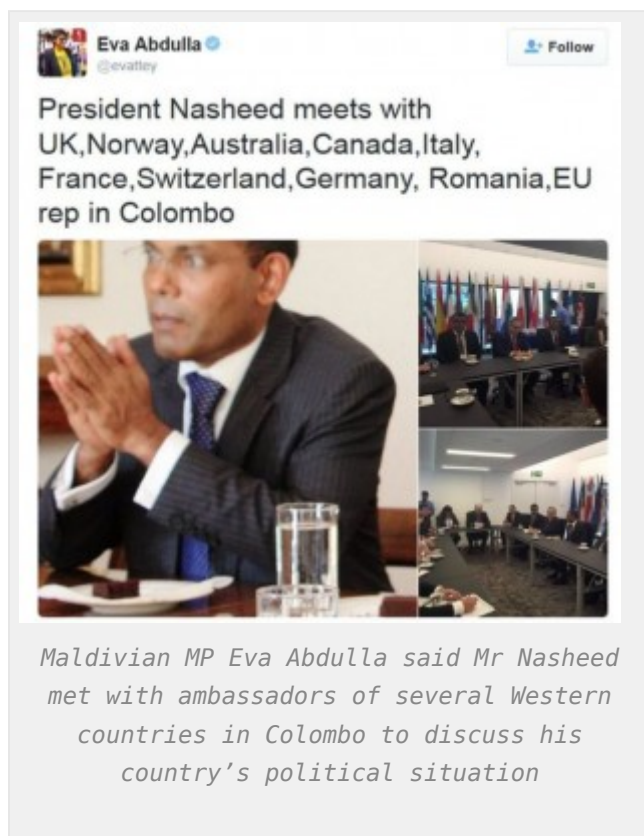 Eva Abdulla
@evattey
Follow
President Nasheed meets with
UK,Norway,Australia,Canada,Italy,
France,Switzerland,Germany, Romania,EU
rep in Colombo
Maldivian MP Eva Abdulla said Mr Nasheed
met with ambassadors of several Western
countries in Colombo to discuss his
country’s political situation